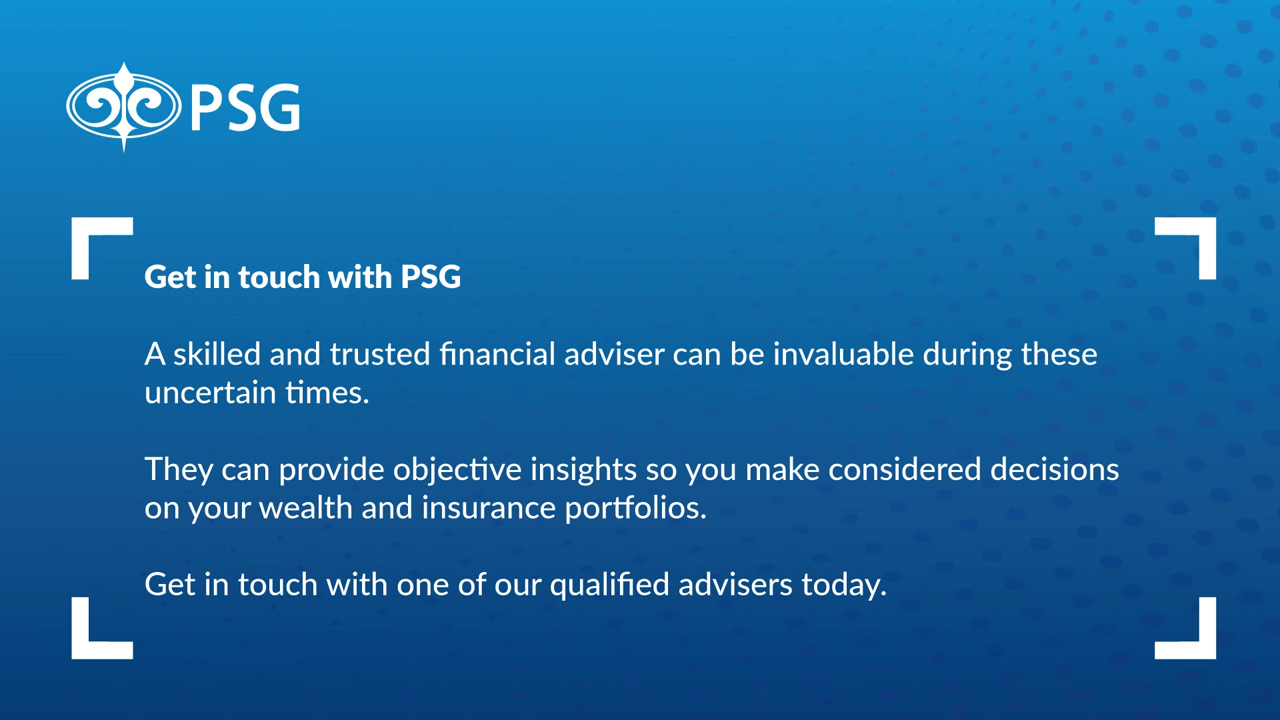 PSG
Get in touch with PSG
A skilled and trusted financial adviser can be invaluable during these
uncertain times.
They can provide objective insights so you make considered decisions
on your wealth and insurance portfolios.
Get in touch with one of our qualified advisers today.